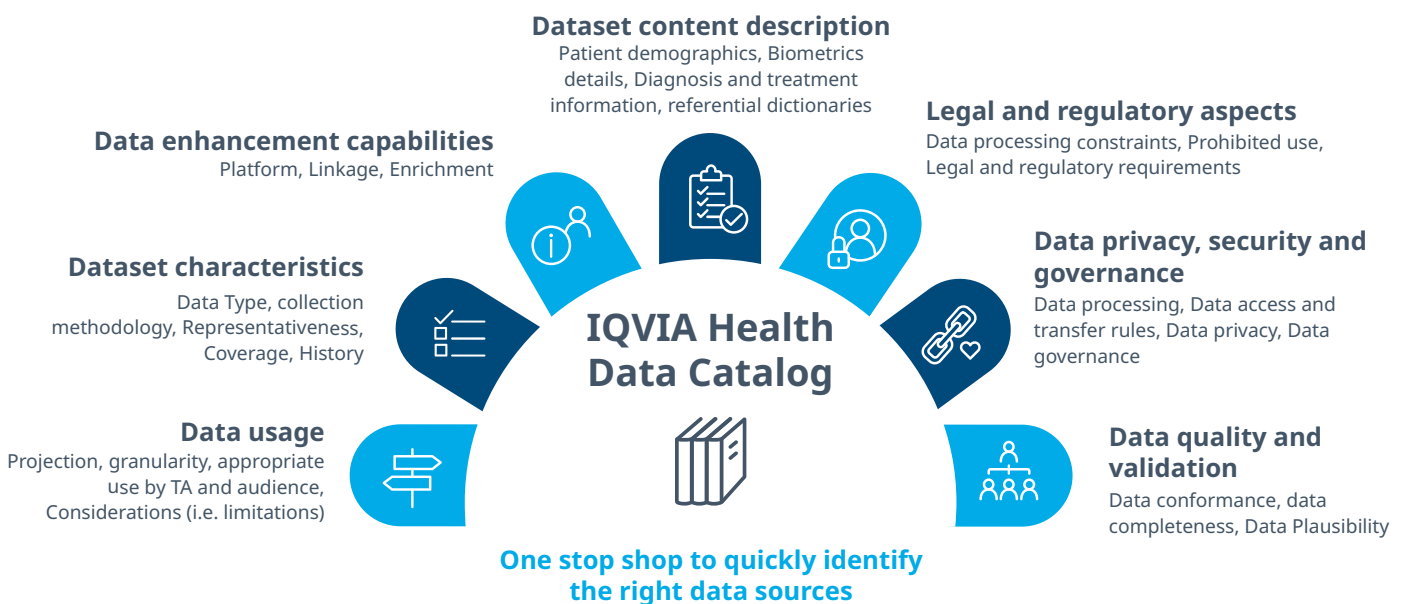 Dataset content description
Patient demographics, Biometrics
details, Diagnosis and treatment
information, referential dictionaries
Data enhancement capabilities
Platform, Linkage, Enrichment
Legal and regulatory aspects
Data processing constraints, Prohibited use,
Legal and regulatory requirements
Dataset characteristics
Data Type, collection
methodology, Representativeness,
Coverage, History
Data privacy, security and
governance
Data processing, Data access and
transfer rules, Data privacy, Data
governance
Data usage
Projection, granularity, appropriate
use by TA and audience,
Considerations (i.e. limitations)
Data quality and
validation
Data conformance, data
completeness, Data Plausibility
IQVIA Health
Data Catalog
One stop shop to quickly identify
the right data sources